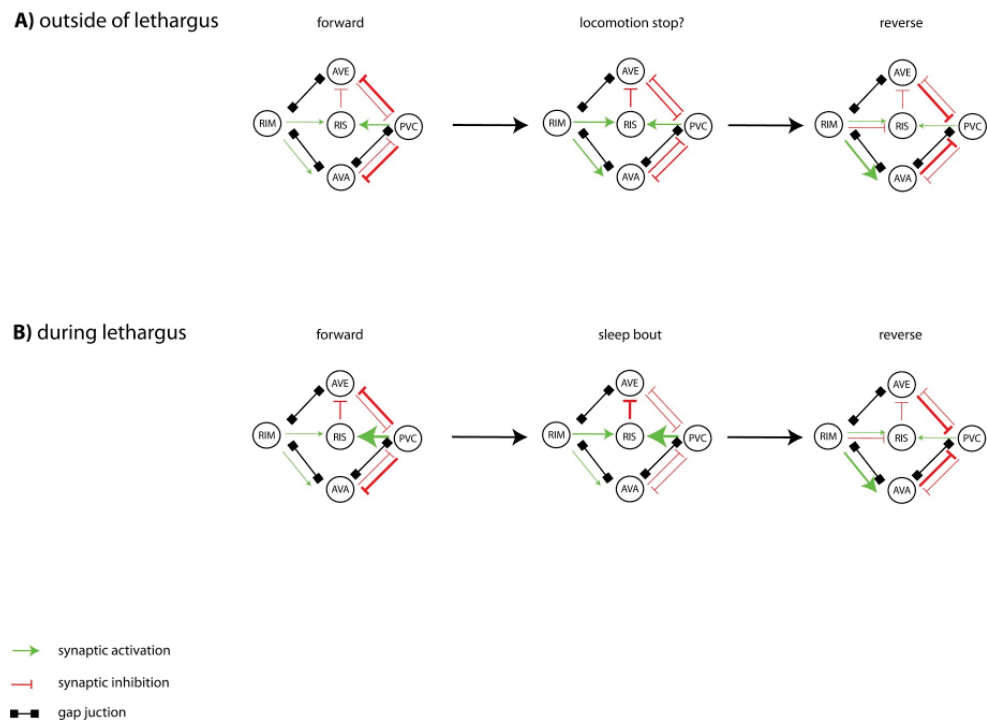 A) outside of lethargus
forward locomotion stop? reverse
AVE AVE AVE
RIM RIS PVC RIM RIS PVC RIM RIS PVC
AVA AVA AVA
B) during lethargus
forward sleep bout reverse
AVE AVE AVE
RIM RIS PVC RIM RIS PVC RIM RIS PVC
AVA AVA AVA
synaptic activation
synaptic inhibition
gap juction